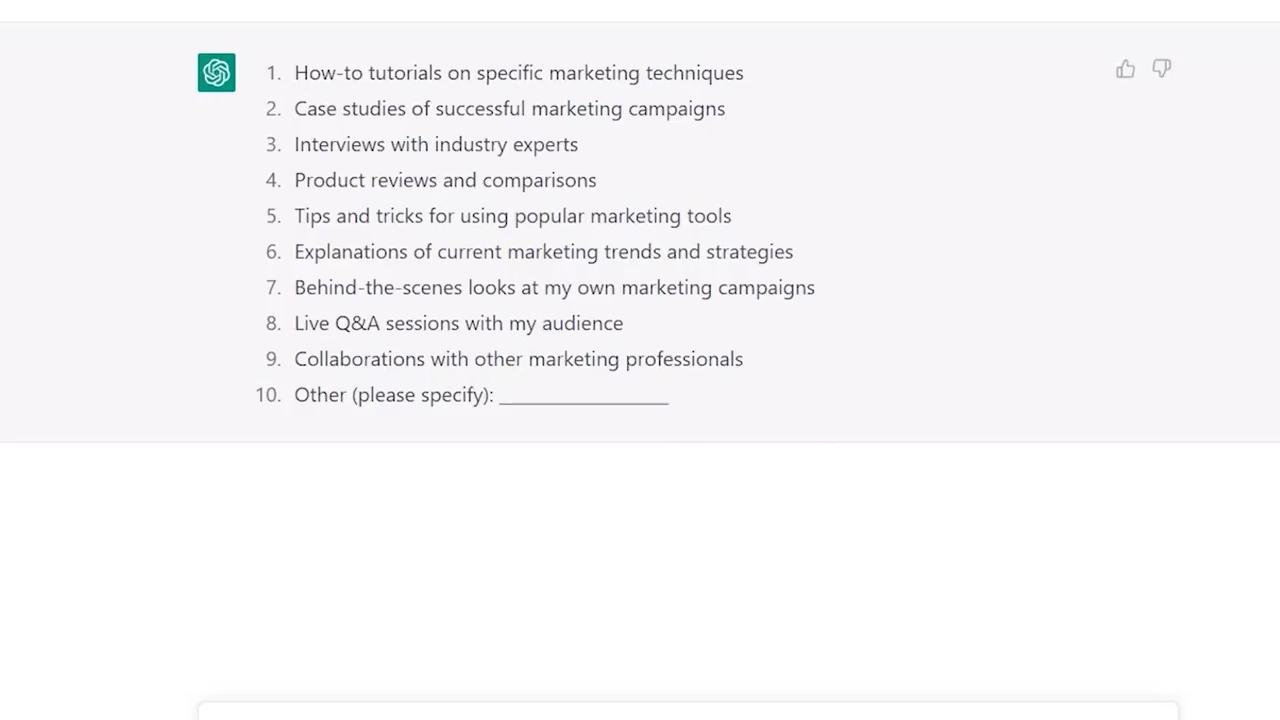 1. How-to tutorials on specific marketing techniques
2. Case studies of successful marketing campaigns
3. Interviews with industry experts
4. Product reviews and comparisons
5. Tips and tricks for using popular marketing tools
6. Explanations of current marketing trends and strategies
7. Behind-the-scenes looks at my own marketing campaigns
8. Live Q&A sessions with my audience
9. Collaborations with other marketing professionals
10. Other (please specify): _________________